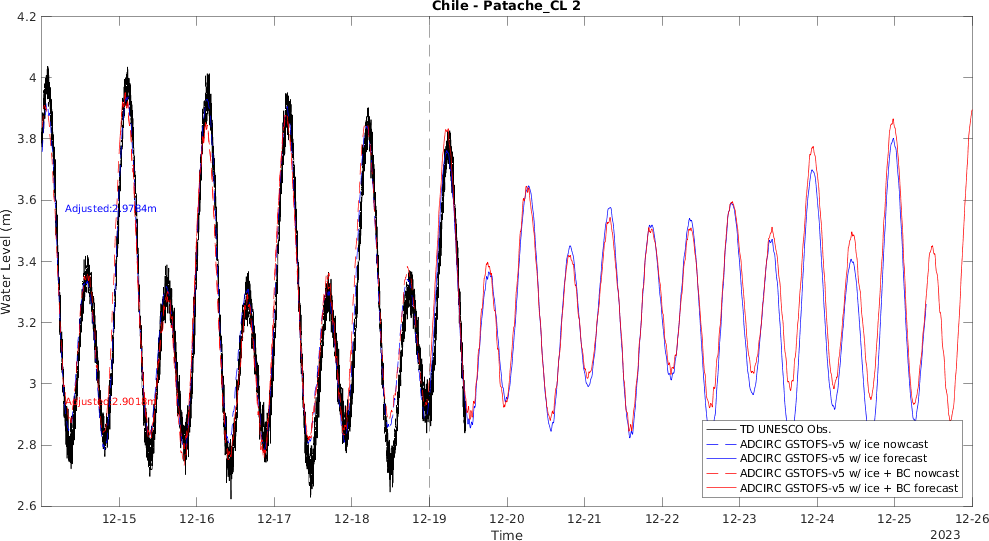 Chile - Patache_CL 2
4.2
4
3.8
3.6
3.4
3.2
3
2.8
2.6
Water Level (m)
Adjusted:2.9784m
Adjusted:2.9018m
TD UNESCO Obs.
ADCIRC GSTOFS-v5 w/ ice nowcast
ADCIRC GSTOFS-v5 w/ ice forecast
ADCIRC GSTOFS-v5 w/ ice + BC nowcast
ADCIRC GSTOFS-v5 w/ ice + BC forecast
12-15 12-16 12-17 12-18 12-19 12-20 12-21 12-22 12-23 12-24 12-25 12-26
Time
2023